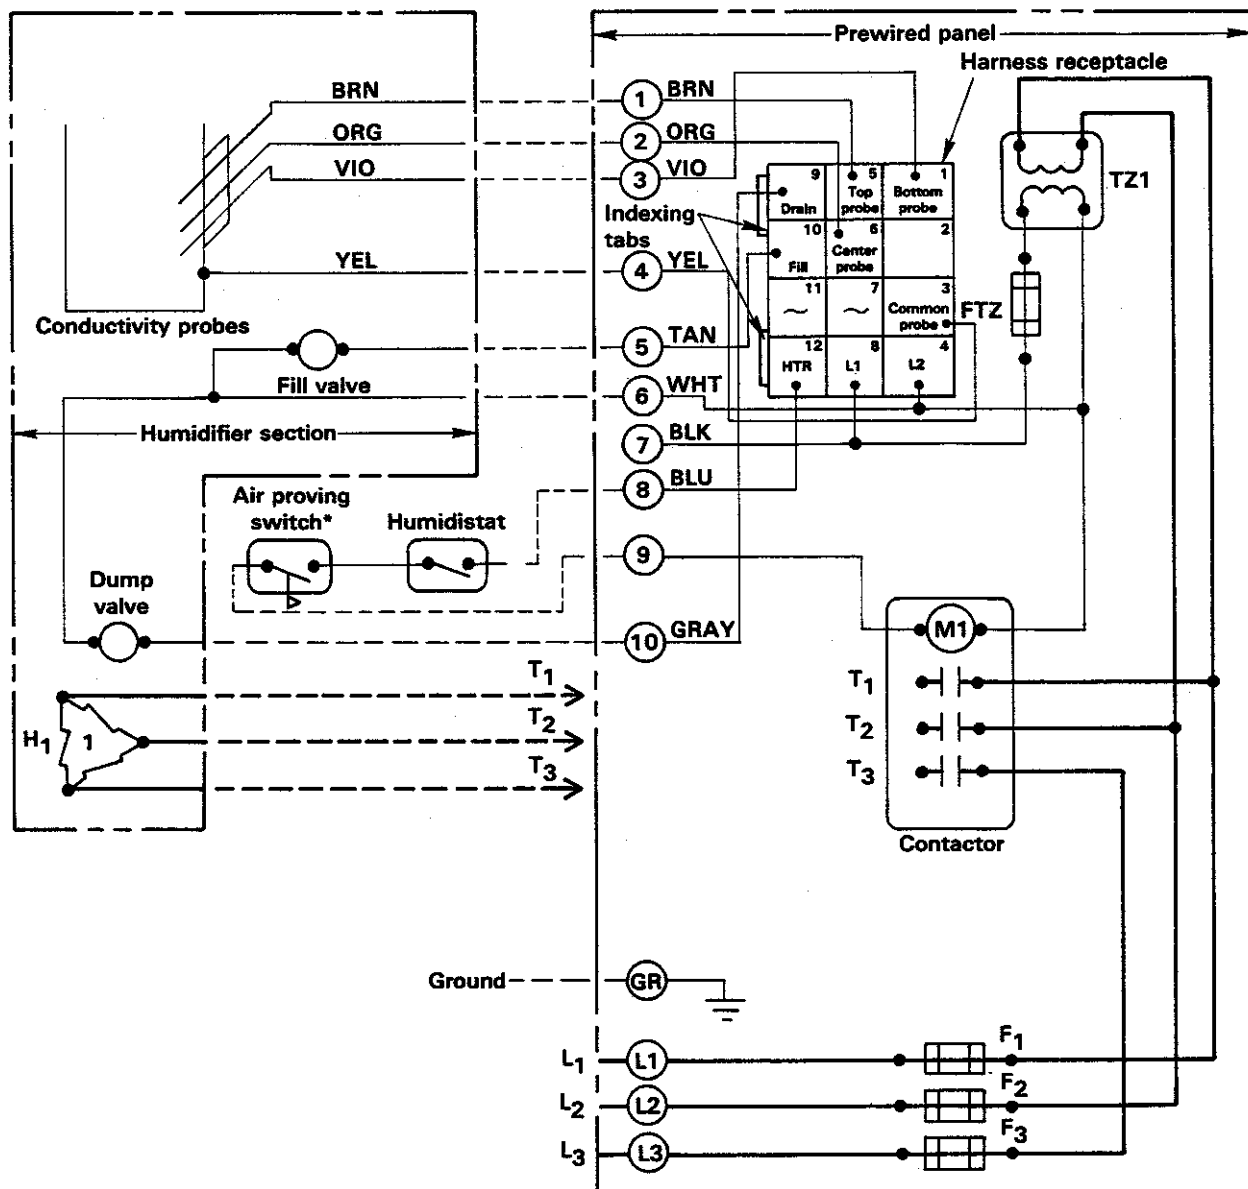 Prewired panel
Harness receptacle
BRN
1
BRN
ORG
2
ORG
VIO
3
VIO
TZ1
9
Drain
5
Top
probe
1
Bottom
probe
Indexing
tabs
10
Fill
6
Center
probe
2
YEL
4
YEL
11
~
7
~
3
Common
probe
FTZ
Conductivity probes
5
TAN
12
HTR
8
L1
4
L2
Fill valve
6
WHT
Humidifier section
7
BLK
8
BLU
Air proving
switch*
Humidistat
9
Dump
valve
10
GRAY
M1
T1
T1
T2
T2
T3
T3
H1
1
Contactor
Ground
GR
L1
L1
F1
L2
L2
F2
L3
L3
F3